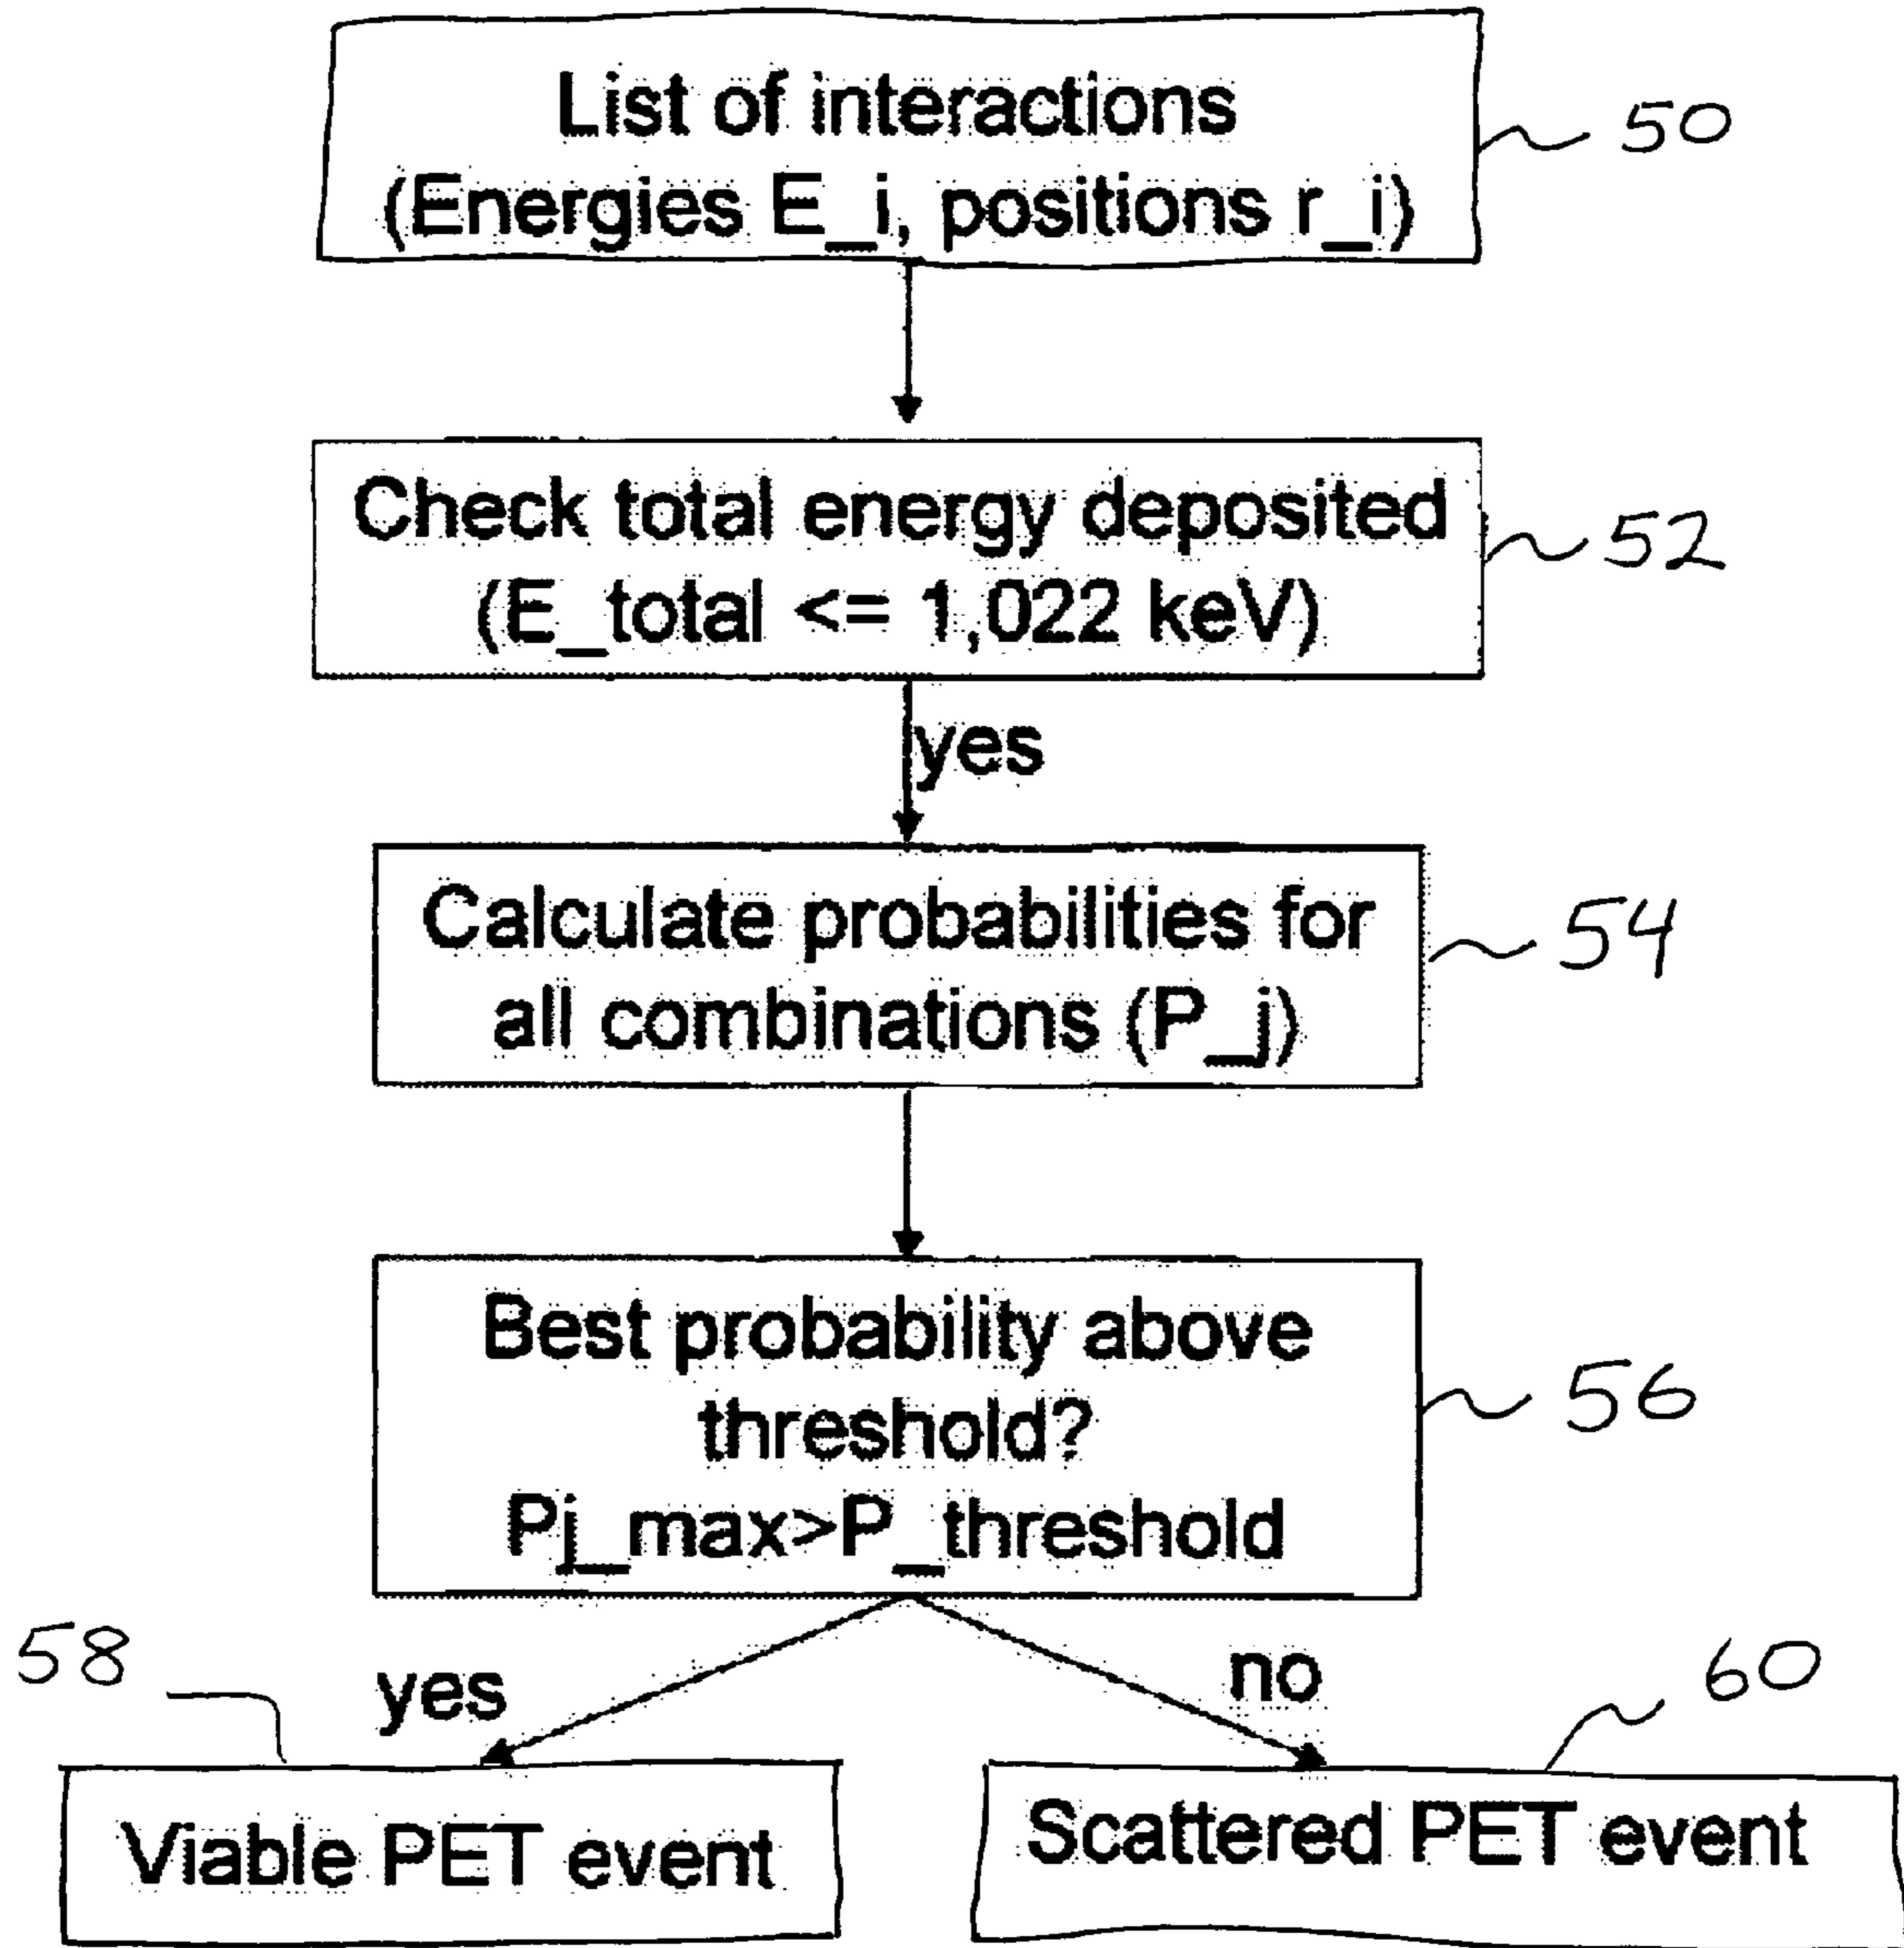 List of interactions
(Energies E_i, positions r_i)
50
Check total energy deposited
(E_total <= 1,022 keV)
52
yes
Calculate probabilities for
all combinations (P_j)
54
Best probability above
threshold?
Pj_max>P_threshold
56
58
yes
no
60
Viable PET event
Scattered PET event